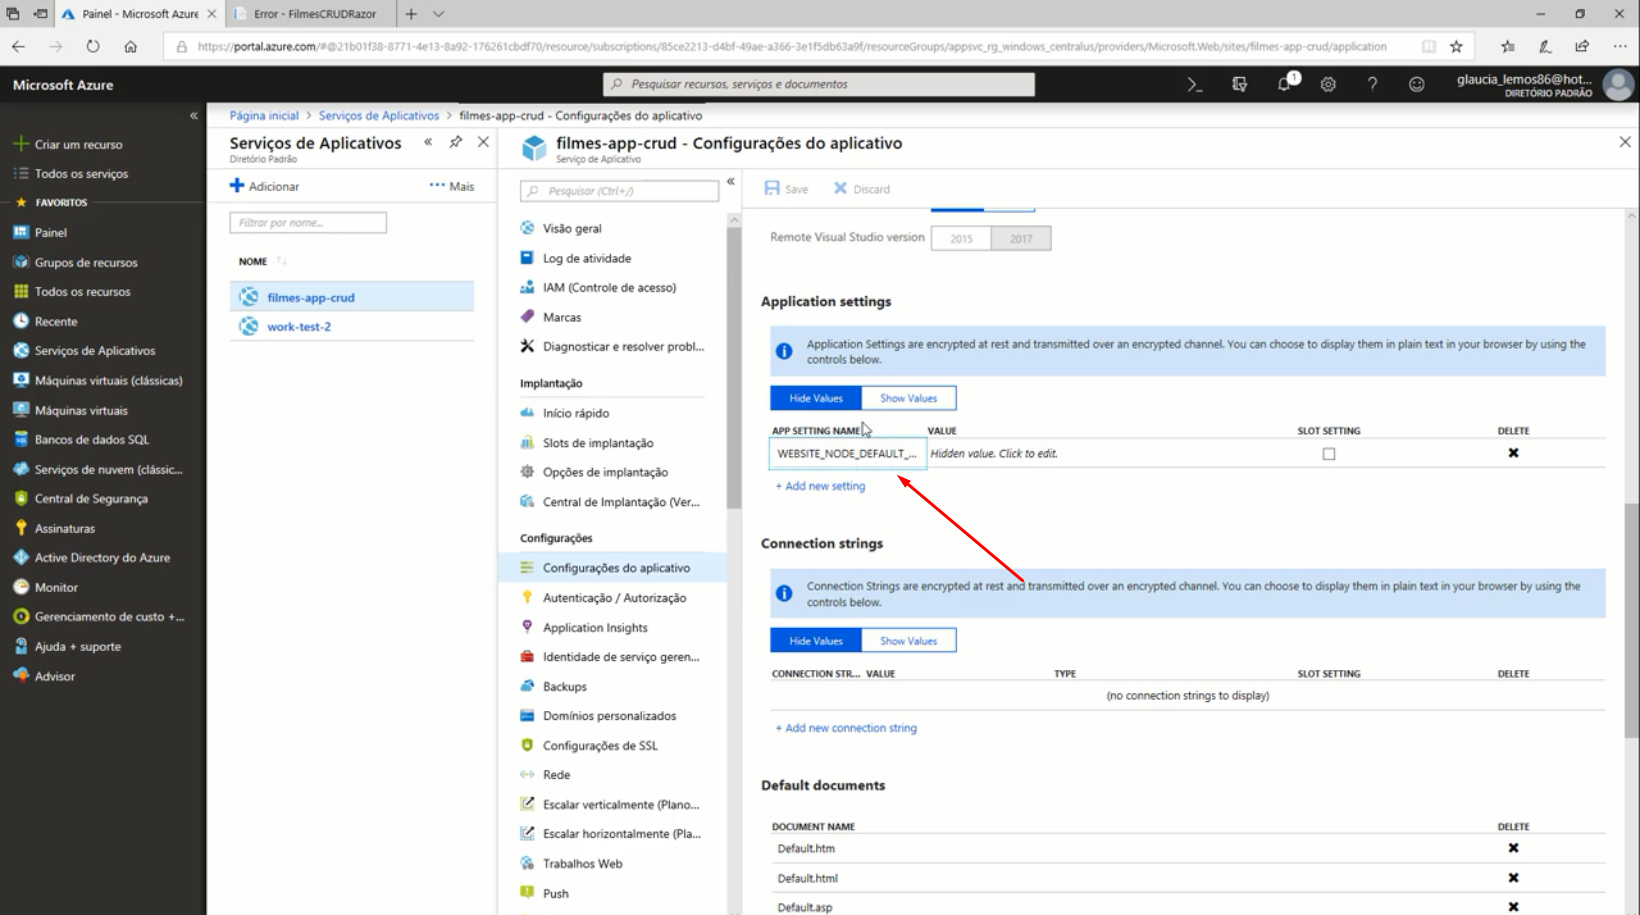 Painel - Microsoft Azure
Error - FilmesCRUDRazor
https://portal.azure.com/#@21b01f38-8771-4e13-8a92-176261cbdf70/resource/subscriptions/85ce2213-d4bf-49ae-a366-3e1f5db63a9f/resourceGroups/appsvc_rg_windows_centralus/providers/Microsoft.Web/sites/filmes-app-crud/application
Microsoft Azure
Pesquisar recursos, serviços e documentos
1
glaucia_lemos86@hot...
DIRETÓRIO PADRÃO
Criar um recurso
Todos os serviços
FAVORITOS
Painel
Grupos de recursos
Todos os recursos
Recente
Serviços de Aplicativos
Máquinas virtuais (clássicas)
Máquinas virtuais
Bancos de dados SQL
Serviços de nuvem (clássic...
Central de Segurança
Assinaturas
Active Directory do Azure
Monitor
Gerenciamento de custo +...
Ajuda + suporte
Advisor
Página inicial > Serviços de Aplicativos > filmes-app-crud - Configurações do aplicativo
Serviços de Aplicativos
Diretório Padrão
Adicionar
Mais
Filtrar por nome...
NOME
filmes-app-crud
work-test-2
filmes-app-crud - Configurações do aplicativo
Serviço de Aplicativo
Pesquisar (Ctrl+/)
Visão geral
Log de atividade
IAM (Controle de acesso)
Marcas
Diagnosticar e resolver probl...
Implantação
Início rápido
Slots de implantação
Opções de implantação
Central de Implantação (Ver...
Configurações
Configurações do aplicativo
Autenticação / Autorização
Application Insights
Identidade de serviço geren...
Backups
Domínios personalizados
Configurações de SSL
Rede
Escalar verticalmente (Plano...
Escalar horizontalmente (Pla...
Trabalhos Web
Push
Save
Discard
Remote Visual Studio version
2015
2017
Application settings
Application Settings are encrypted at rest and transmitted over an encrypted channel. You can choose to display them in plain text in your browser by using the
controls below.
Hide Values
Show Values
APP SETTING NAME
VALUE
SLOT SETTING
DELETE
WEBSITE_NODE_DEFAULT_...
Hidden value. Click to edit.
+ Add new setting
Connection strings
Connection Strings are encrypted at rest and transmitted over an encrypted channel. You can choose to display them in plain text in your browser by using the
controls below.
Hide Values
Show Values
CONNECTION STR...
VALUE
TYPE
SLOT SETTING
DELETE
(no connection strings to display)
+ Add new connection string
Default documents
DOCUMENT NAME
DELETE
Default.htm
Default.html
Default.asp